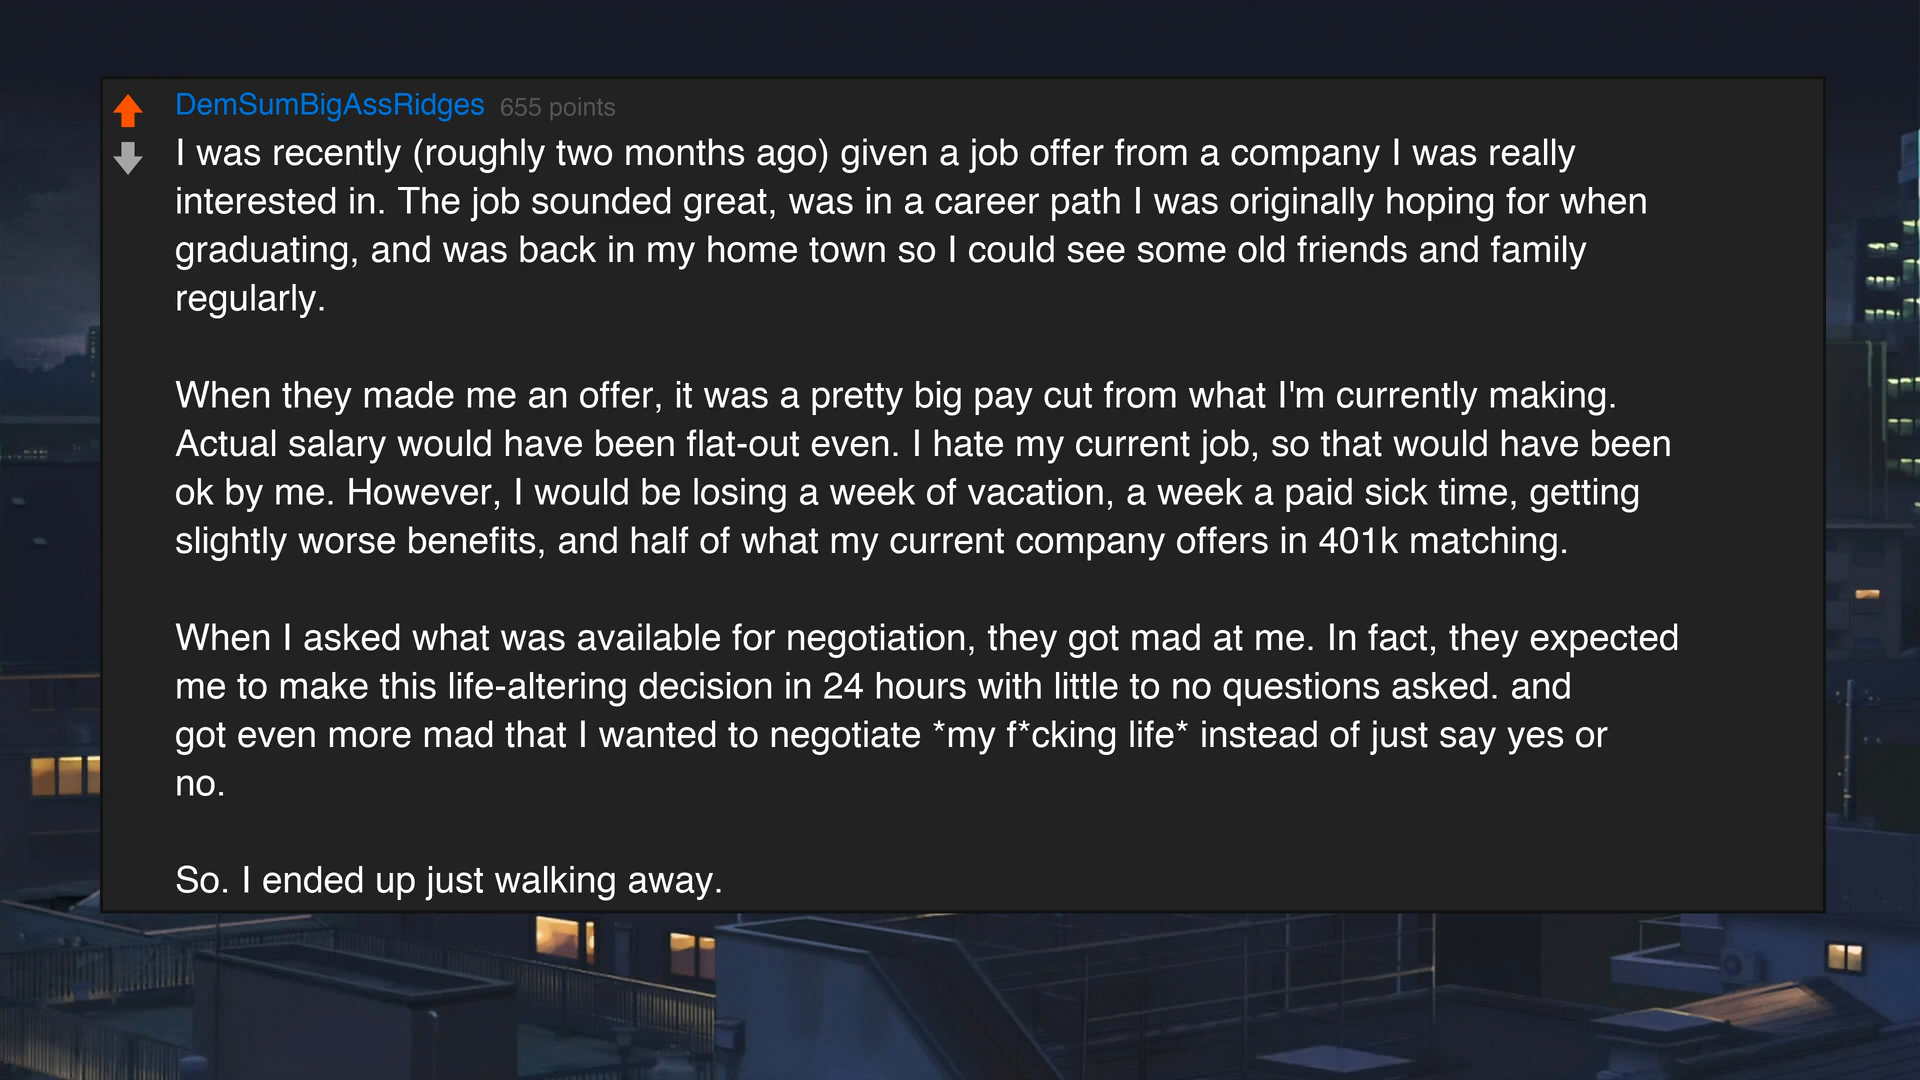 DemSumBigAssRidges 655 points
I was recently (roughly two months ago) given a job offer from a company I was really
interested in. The job sounded great, was in a career path I was originally hoping for when
graduating, and was back in my home town so I could see some old friends and family
regularly.
When they made me an offer, it was a pretty big pay cut from what I'm currently making.
Actual salary would have been flat-out even. I hate my current job, so that would have been
ok by me. However, I would be losing a week of vacation, a week a paid sick time, getting
slightly worse benefits, and half of what my current company offers in 401k matching.
When I asked what was available for negotiation, they got mad at me. In fact, they expected
me to make this life-altering decision in 24 hours with little to no questions asked. and
got even more mad that I wanted to negotiate *my f*cking life* instead of just say yes or
no.
So. I ended up just walking away.